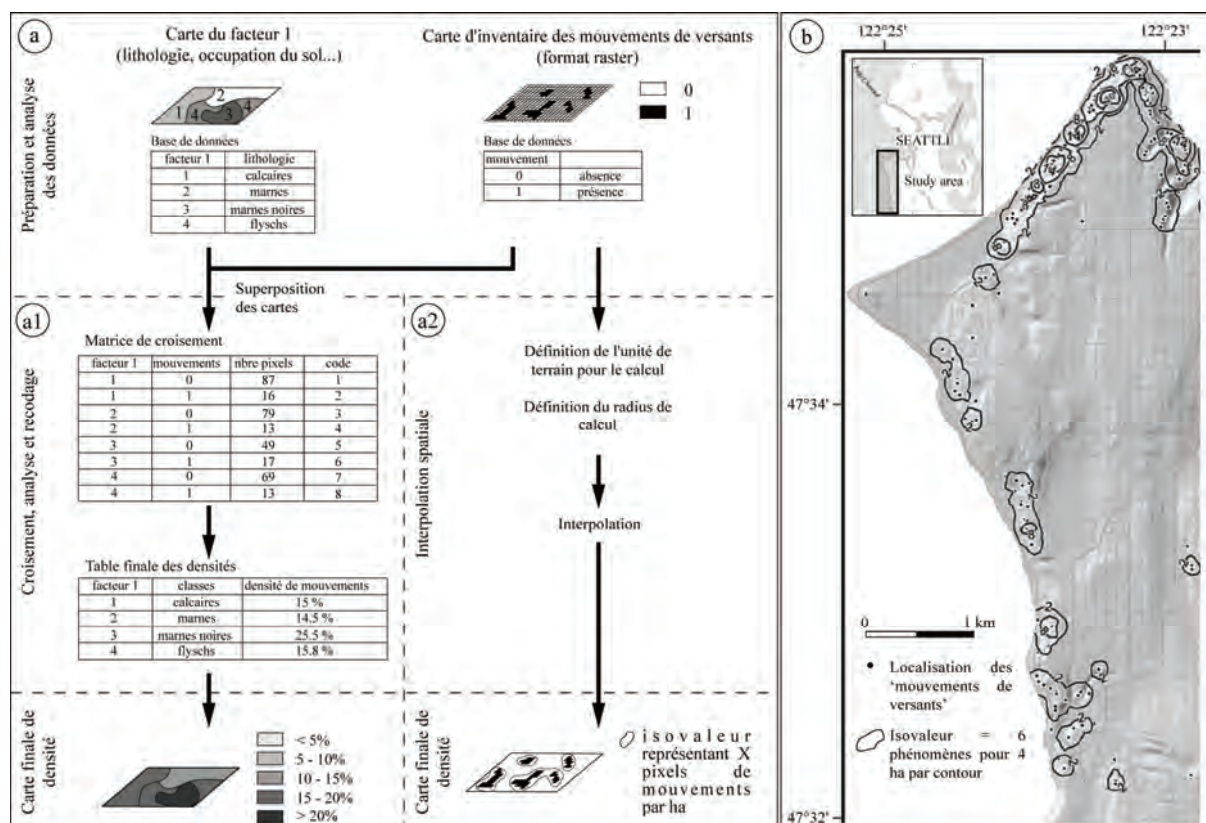 a
Carte du facteur 1
(lithologie, occupation du sol...)
1
2
4
3
4
Base de données
facteur 1 lithologie
1 calcaires
2 marnes
3 marnes noires
4 flyschs
Carte d'inventaire des mouvements de versants
(format raster)
0
1
Base de données
mouvement
0 absence
1 présence
Préparation et analyse
des données
Superposition
des cartes
a1
Matrice de croisement
facteur 1 mouvements nbre pixels code
1 0 87 1
1 1 16 2
2 0 79 3
2 1 13 4
3 0 49 5
3 1 17 6
4 0 69 7
4 1 13 8
Table finale des densités
facteur 1 classes densité de mouvements
1 calcaires 15 %
2 marnes 14.5 %
3 marnes noires 25.5 %
4 flyschs 15.8 %
Croisement, analyse et recodage
a2
Définition de l'unité de
terrain pour le calcul
Définition du radius de
calcul
Interpolation
Interpolation spatiale
Carte finale de
densité
< 5%
5 - 10%
10 - 15%
15 - 20%
> 20%
Carte finale de
densité
isovaleur
représentant X
pixels de
mouvements
par ha
b
122°25'
122°23'
SEATTLE
Study area
47°34'
47°32'
0 1 km
Localisation des
'mouvements de
versants'
Isovaleur = 6
phénomènes pour 4
ha par contour